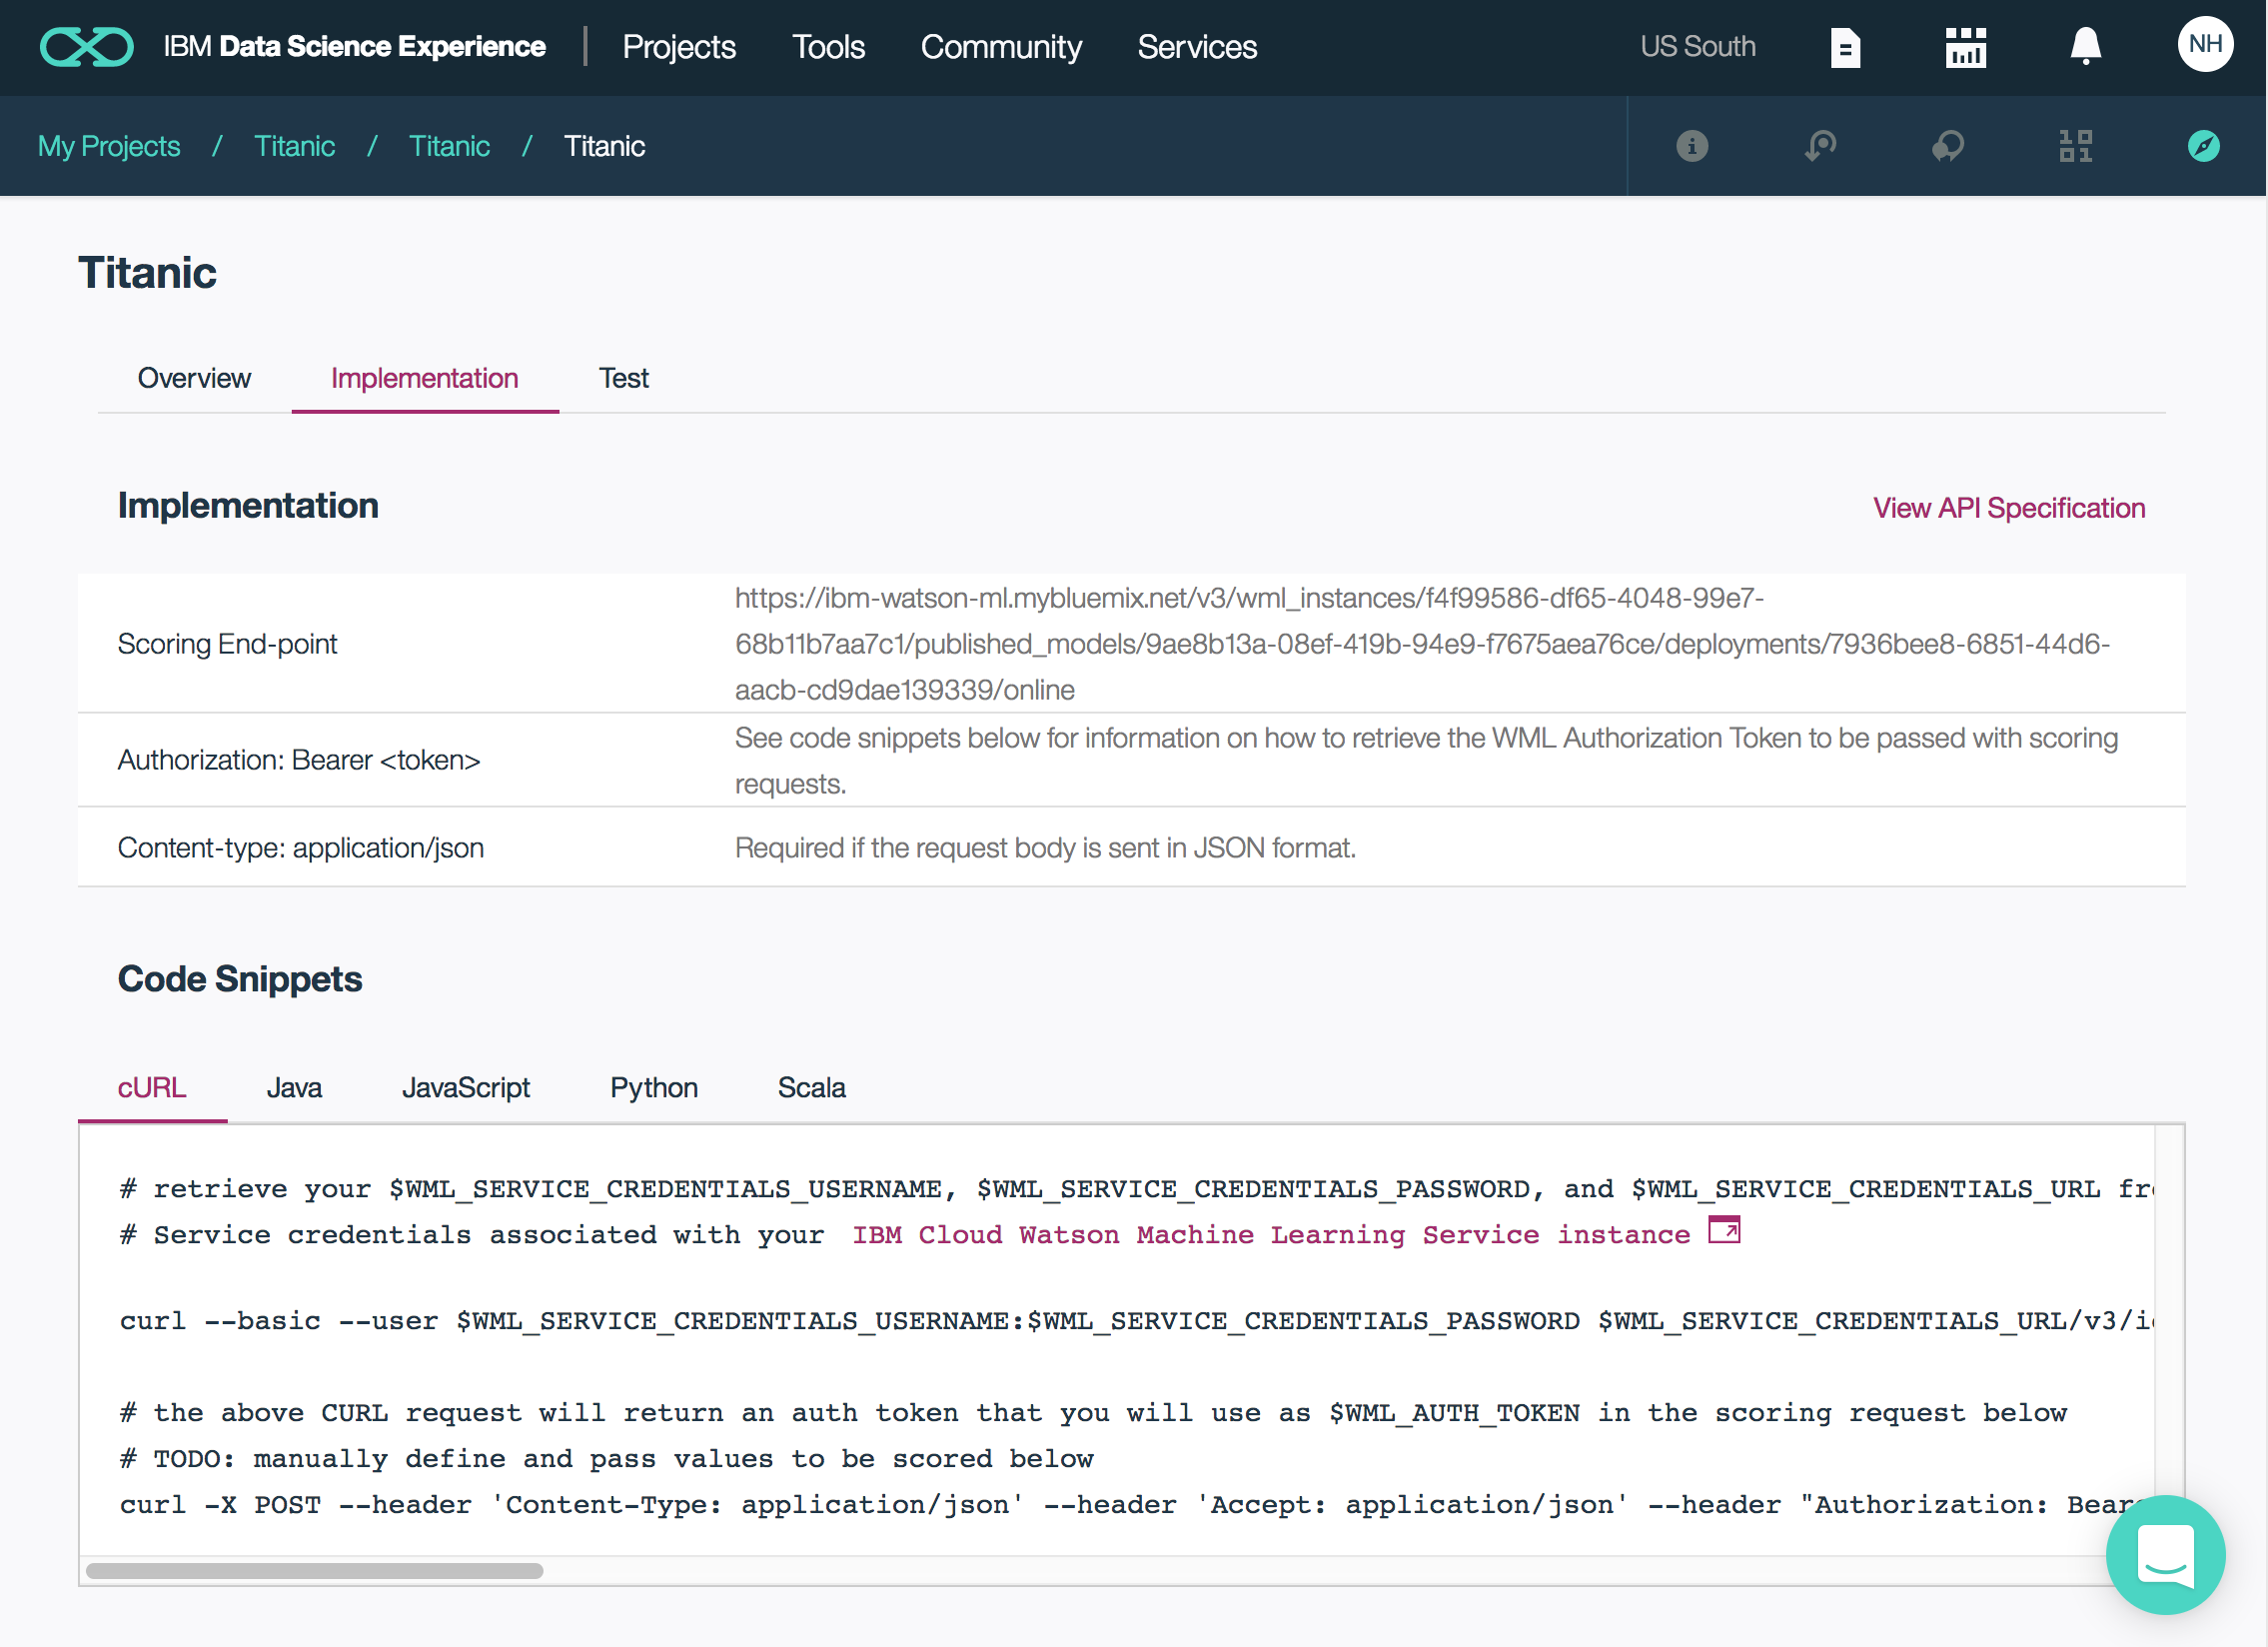 IBM Data Science Experience Projects Tools Community Services US South NH
My Projects / Titanic / Titanic / Titanic
Titanic
Overview Implementation Test
Implementation View API Specification
https://ibm-watson-ml.mybluemix.net/v3/wml_instances/f4f99586-df65-4048-99e7-
Scoring End-point 68b11b7aa7c1/published_models/9ae8b13a-08ef-419b-94e9-f7675aea76ce/deployments/7936bee8-6851-44d6-
aacb-cd9dae139339/online
Authorization: Bearer <token> See code snippets below for information on how to retrieve the WML Authorization Token to be passed with scoring
requests.
Content-type: application/json Required if the request body is sent in JSON format.
Code Snippets
cURL Java JavaScript Python Scala
# retrieve your $WML_SERVICE_CREDENTIALS_USERNAME, $WML_SERVICE_CREDENTIALS_PASSWORD, and $WML_SERVICE_CREDENTIALS_URL
# Service credentials associated with your IBM Cloud Watson Machine Learning Service instance
curl --basic --user $WML_SERVICE_CREDENTIALS_USERNAME:$WML_SERVICE_CREDENTIALS_PASSWORD $WML_SERVICE_CREDENTIALS_URL/v3/
# the above CURL request will return an auth token that you will use as $WML_AUTH_TOKEN in the scoring request below
# TODO: manually define and pass values to be scored below
curl -X POST --header 'Content-Type: application/json' --header 'Accept: application/json' --header "Authorization: